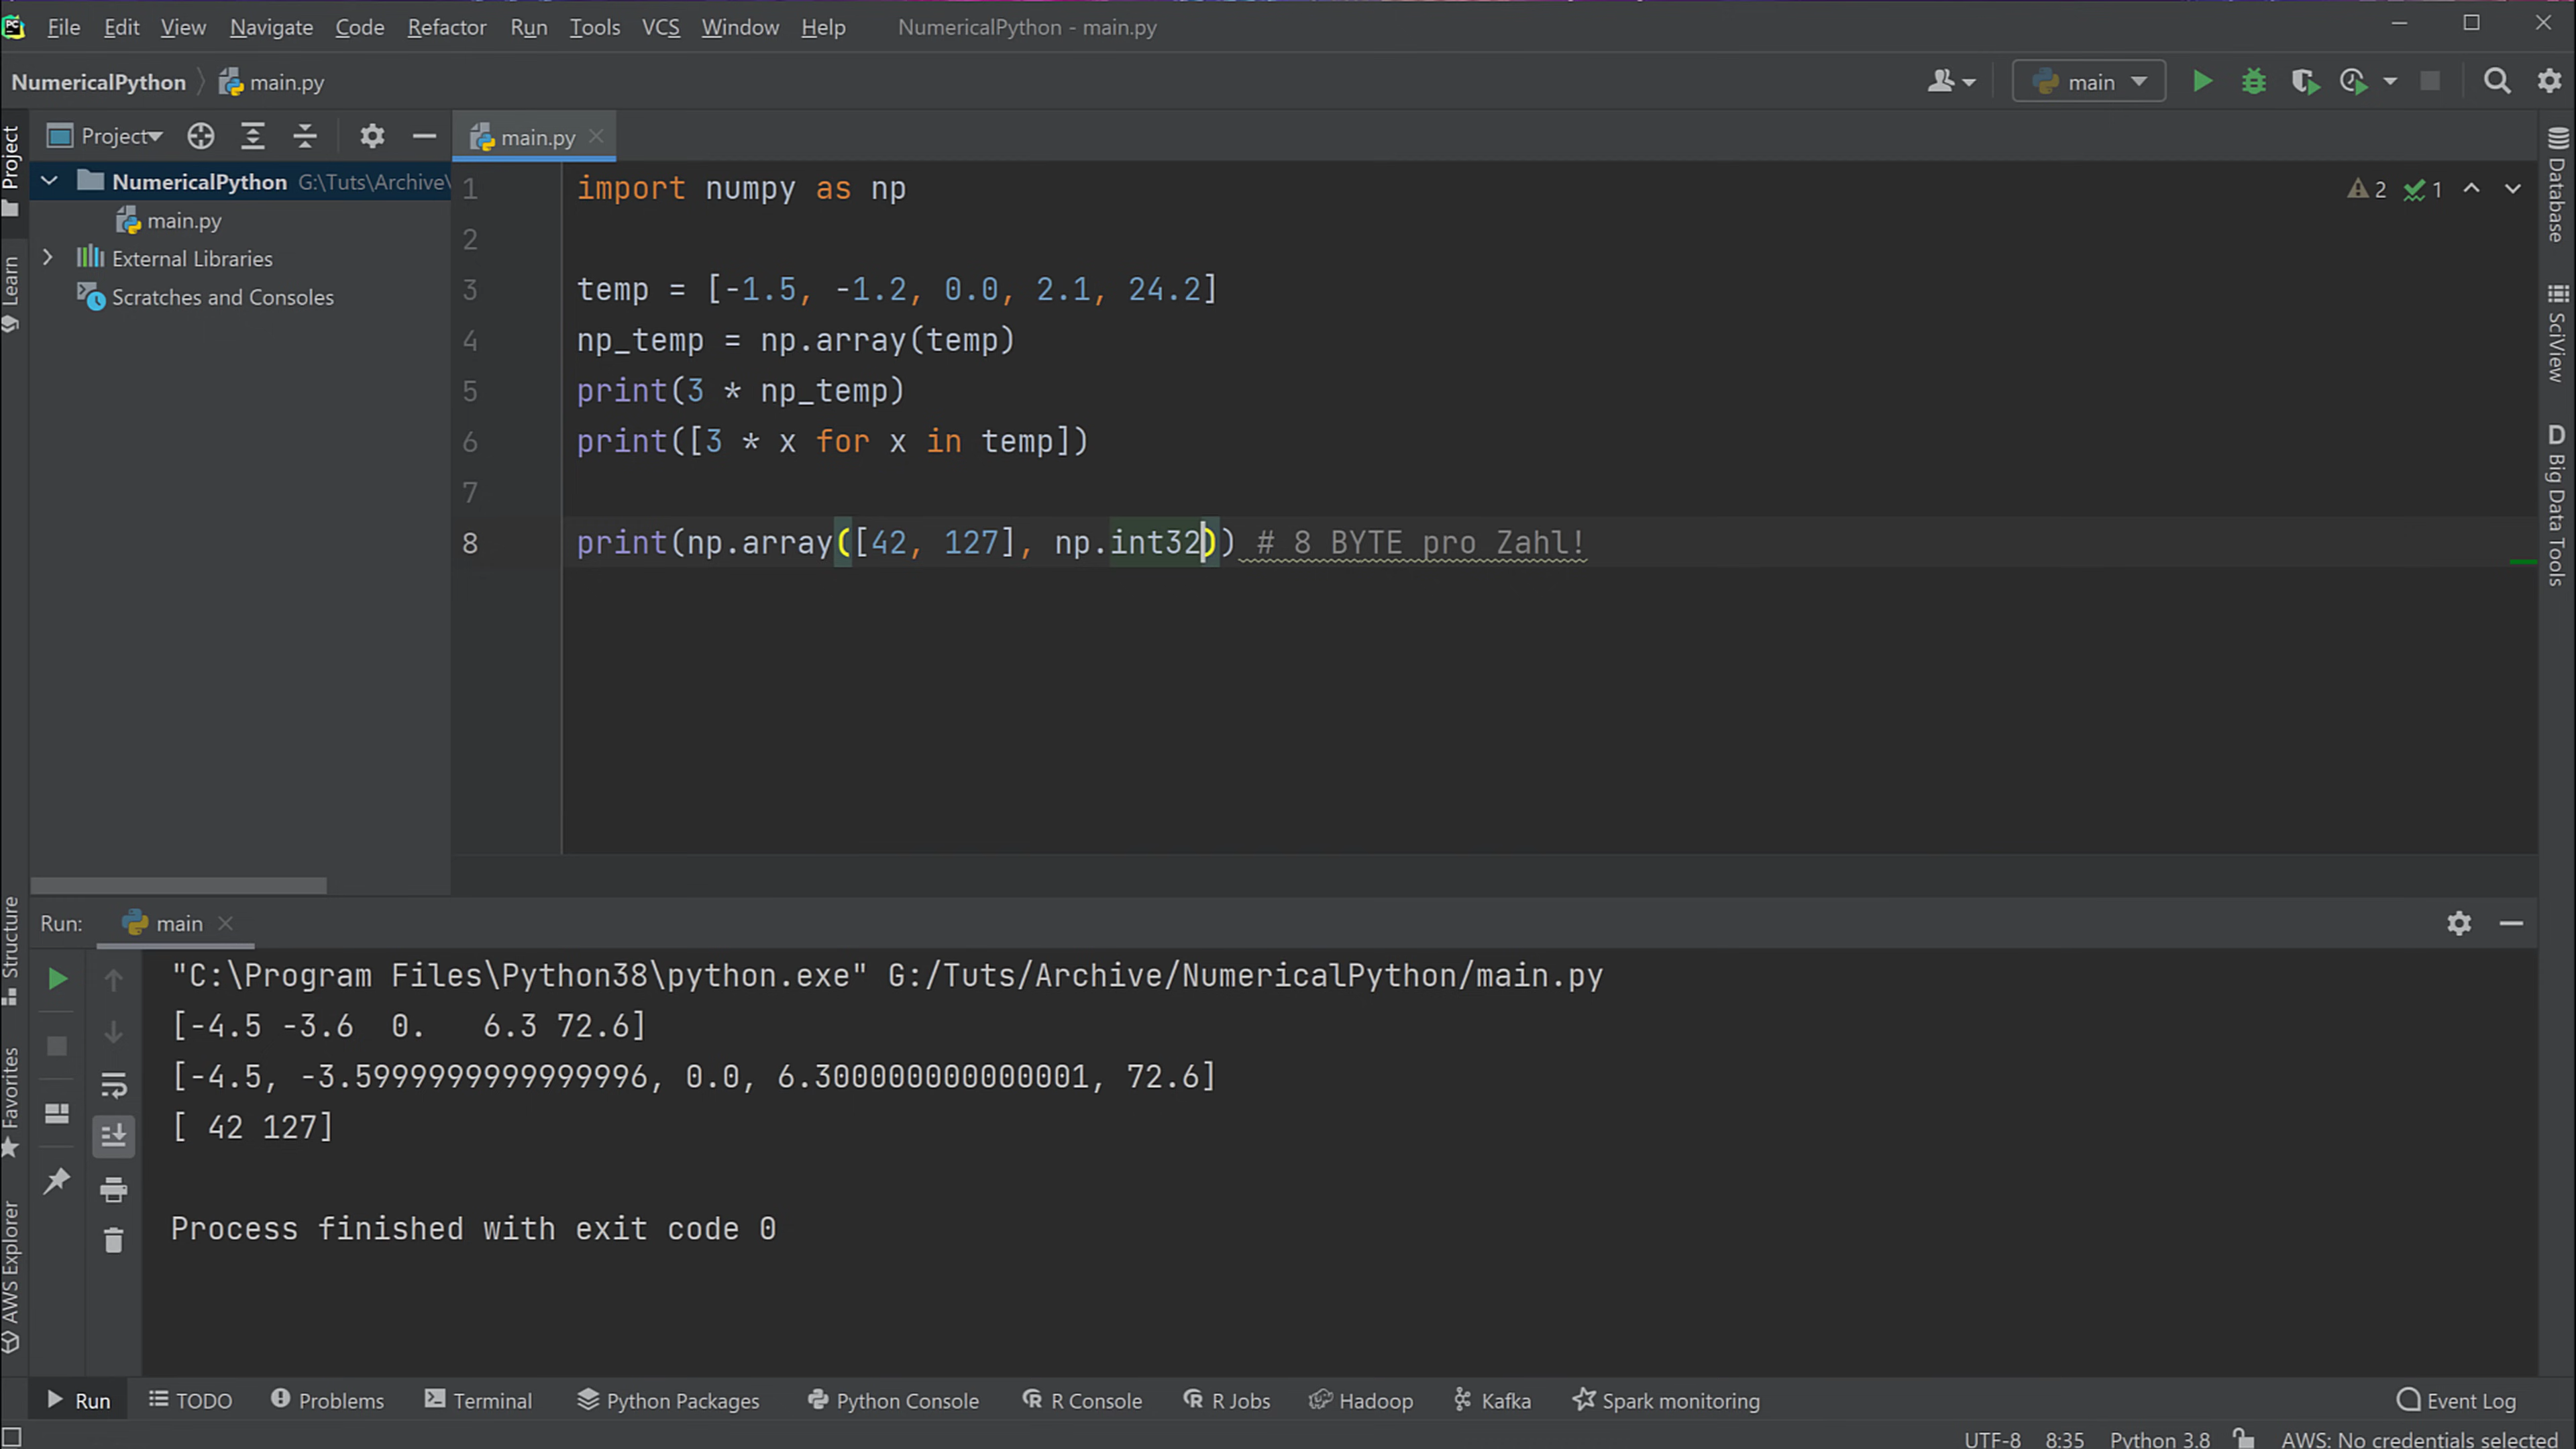 PC File Edit View Navigate Code Refactor Run Tools VCS Window Help NumericalPython - main.py
NumericalPython main.py main
Project main.py
Project
Learn
NumericalPython G:\Tuts\Archive\
main.py
External Libraries
Scratches and Consoles
1 import numpy as np
2
3 temp = [-1.5, -1.2, 0.0, 2.1, 24.2]
4 np_temp = np.array(temp)
5 print(3 * np_temp)
6 print([3 * x for x in temp])
7
8 print(np.array([42, 127], np.int32)) # 8 BYTE pro Zahl!
2 1
Database
SciView
D Big Data Tools
Structure
Favorites
AWS Explorer
Run: main
"C:\Program Files\Python38\python.exe" G:/Tuts/Archive/NumericalPython/main.py
[-4.5 -3.6  0.   6.3 72.6]
[-4.5, -3.5999999999999996, 0.0, 6.300000000000001, 72.6]
[ 42 127]
Process finished with exit code 0
Run TODO Problems Terminal Python Packages Python Console R Console R Jobs Hadoop Kafka Spark monitoring Event Log
UTF-8 8:35 Python 3.8 AWS: No credentials selected